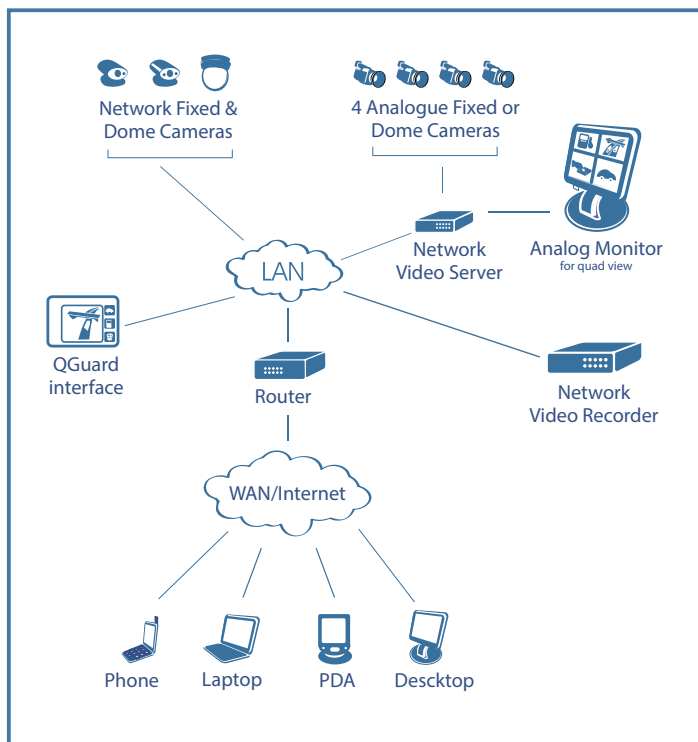 Network Fixed &
Dome Cameras
4 Analogue Fixed or
Dome Cameras
LAN
Network
Video Server
Analog Monitor
for quad view
QGuard
interface
Router
Network
Video Recorder
WAN/Internet
Phone
Laptop
PDA
Descktop